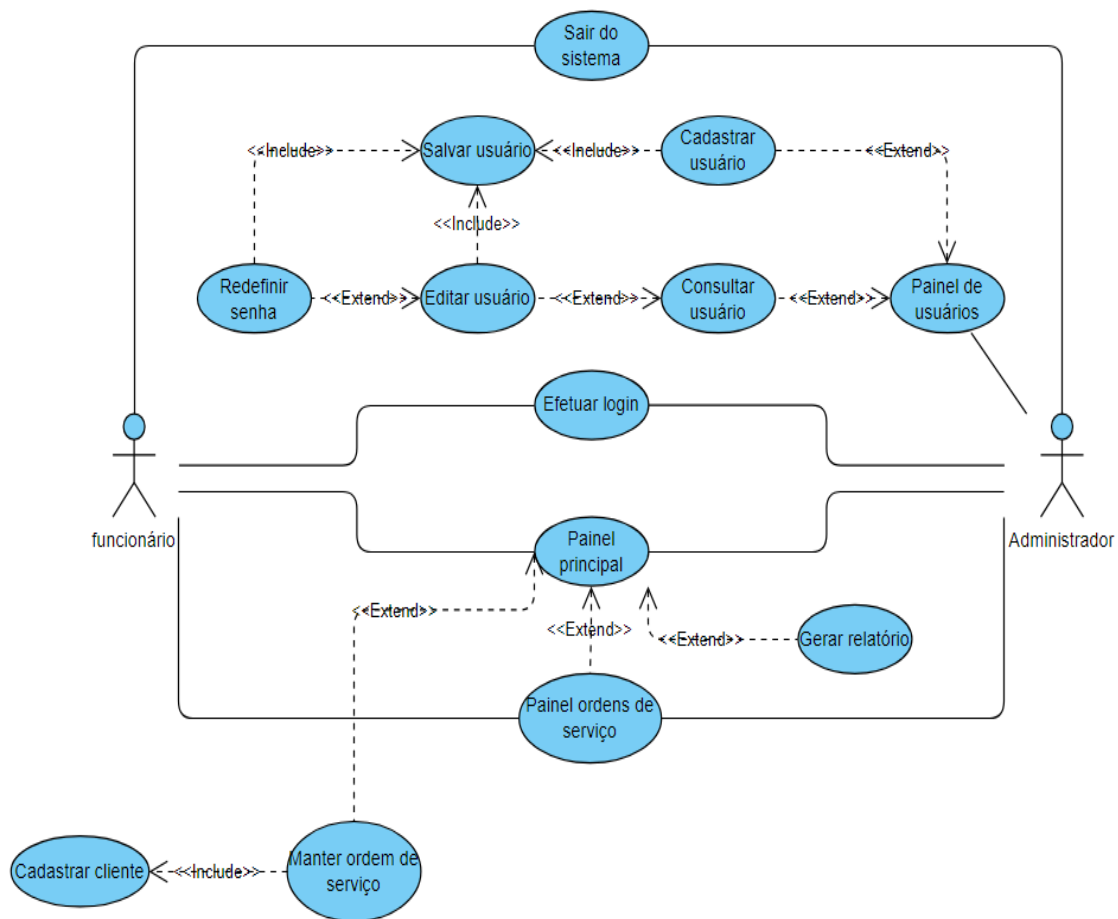 Sair do
sistema
<<Include>>
Salvar usuário
<<Include>>
Cadastrar
usuário
<<Extend>>
<<Include>>
Redefinir
senha
<<Extend>>
Editar usuário
<<Extend>>
Consultar
usuário
<<Extend>>
Painel de
usuários
Efetuar login
funcionário
Administrador
Painel
principal
<<Extend>>
<<Extend>>
<<Extend>>
Gerar relatório
Painel ordens de
serviço
Cadastrar cliente
<<Include>>
Manter ordem de
serviço